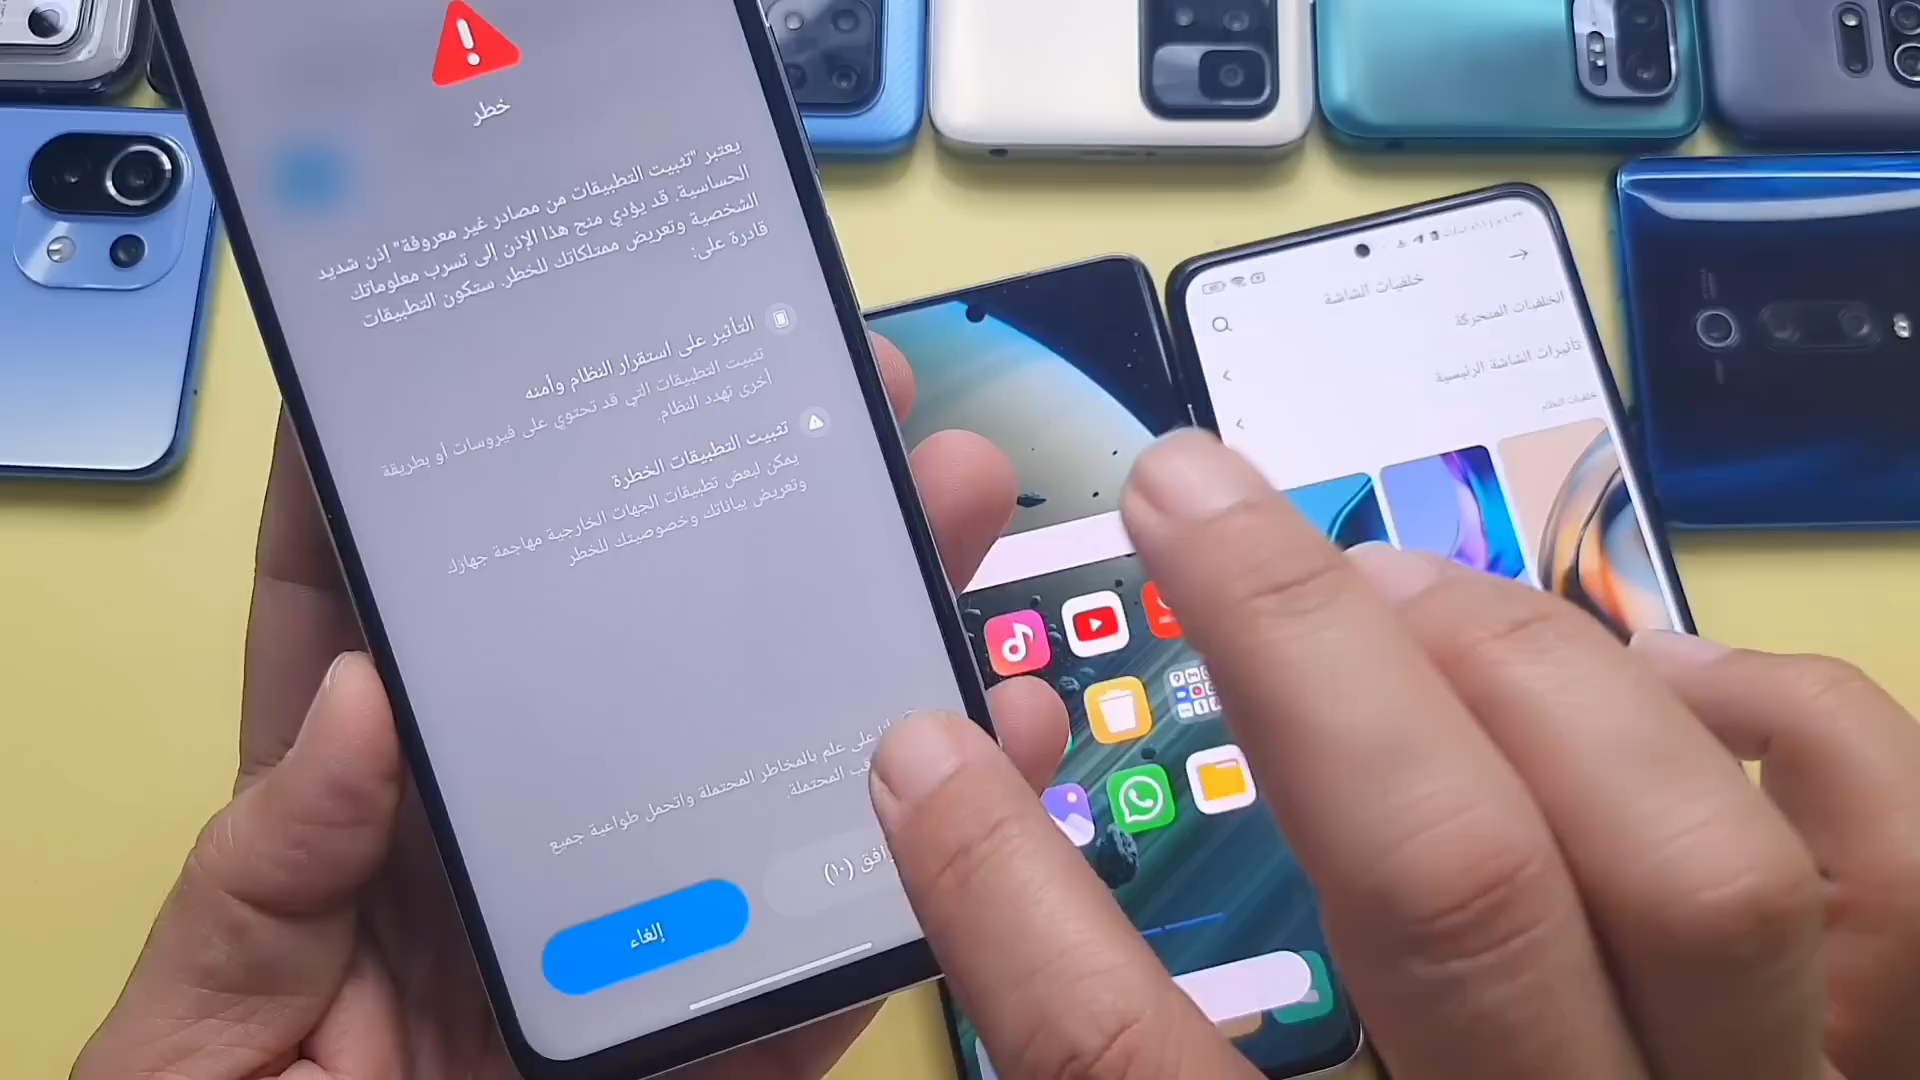 خطر
يعتبر "تثبيت التطبيقات من مصادر غير معروفة" إذن شديد
الحساسية. قد يؤدي منح هذا الإذن إلى تسرب معلوماتك
الشخصية وتعريض ممتلكاتك للخطر. ستكون التطبيقات
قادرة على:
التأثير على استقرار النظام وأمنه
تثبيت التطبيقات التي قد تحتوي على فيروسات أو بطريقة
أخرى تهدد النظام.
تثبيت التطبيقات الخطرة
يمكن لبعض تطبيقات الجهات الخارجية مهاجمة جهازك
وتعريض بياناتك وخصوصيتك للخطر
على علم بالمخاطر المحتملة واتحمل طواعية جميع
المحتملة.
(١٠)
إلغاء
خلفيات الشاشة
الخلفيات المتحركة
تأثيرات الشاشة الرئيسية
خلفيات النظام